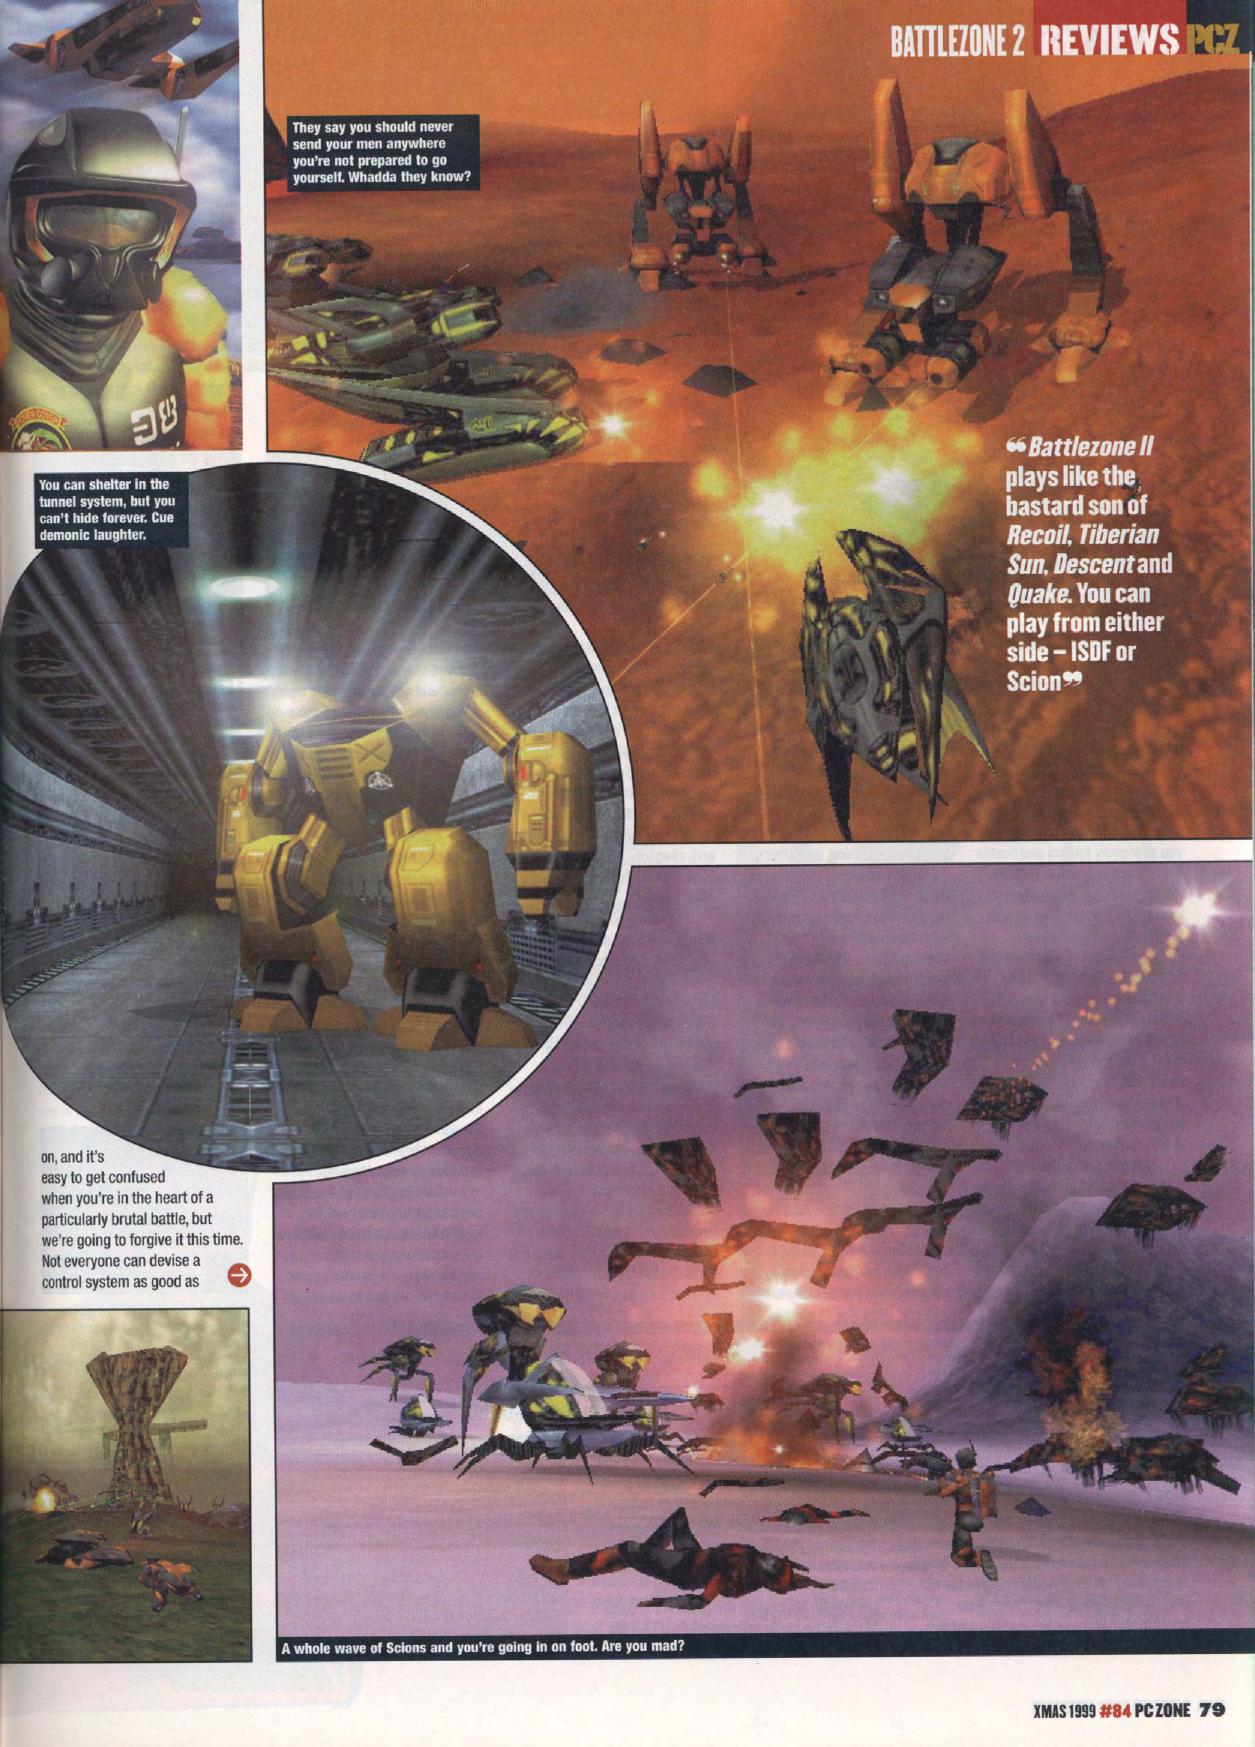 BATTLEZONE 2 REVIEWS PCZ
They say you should never
send your men anywhere
you're not prepared to go
yourself. Whadda they know?
You can shelter in the
tunnel system, but you
can't hide forever. Cue
demonic laughter.
“Battlezone II
plays like the
bastard son of
Recoil, Tiberian
Sun, Descent and
Quake. You can
play from either
side – ISDF or
Scion”
on, and it's
easy to get confused
when you're in the heart of a
particularly brutal battle, but
we're going to forgive it this time.
Not everyone can devise a
control system as good as
A whole wave of Scions and you're going in on foot. Are you mad?
XMAS 1999 #84 PC ZONE 79